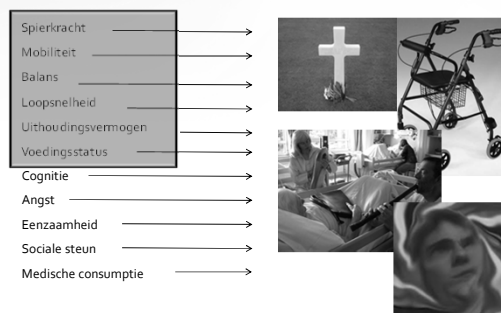 Spierkracht
Mobiliteit
Balans
Loopsnelheid
Uithoudingsvermogen
Voedingsstatus
Cognitie
Angst
Eenzaamheid
Sociale steun
Medische consumptie